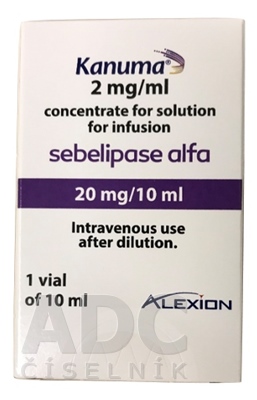 Kanuma®
2 mg/ml
concentrate for solution
for infusion
sebelipase alfa
20 mg/10 ml
Intravenous use
after dilution.
1 vial
of 10 ml
ALEXION
ADC
ČÍSELNÍK